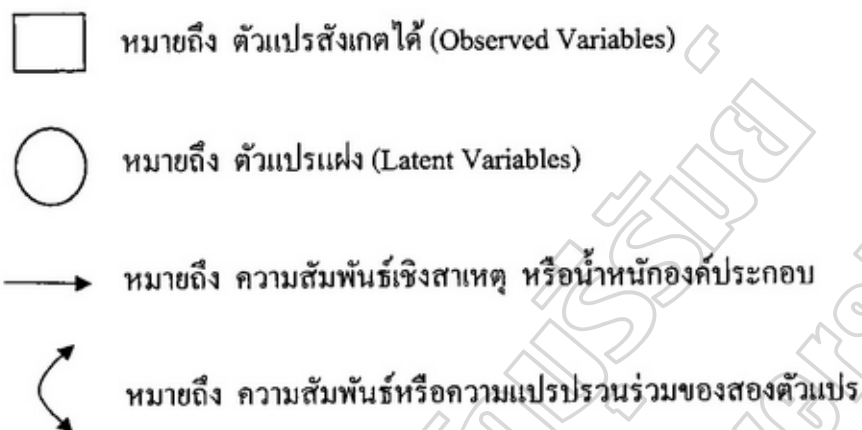 หมายถึง ตัวแปรสังเกตได้ (Observed Variables)
หมายถึง ตัวแปรแฝง (Latent Variables)
หมายถึง ความสัมพันธ์เชิงสาเหตุ หรือน้ำหนักองค์ประกอบ
หมายถึง ความสัมพันธ์หรือความแปรปรวนร่วมของสองตัวแปร